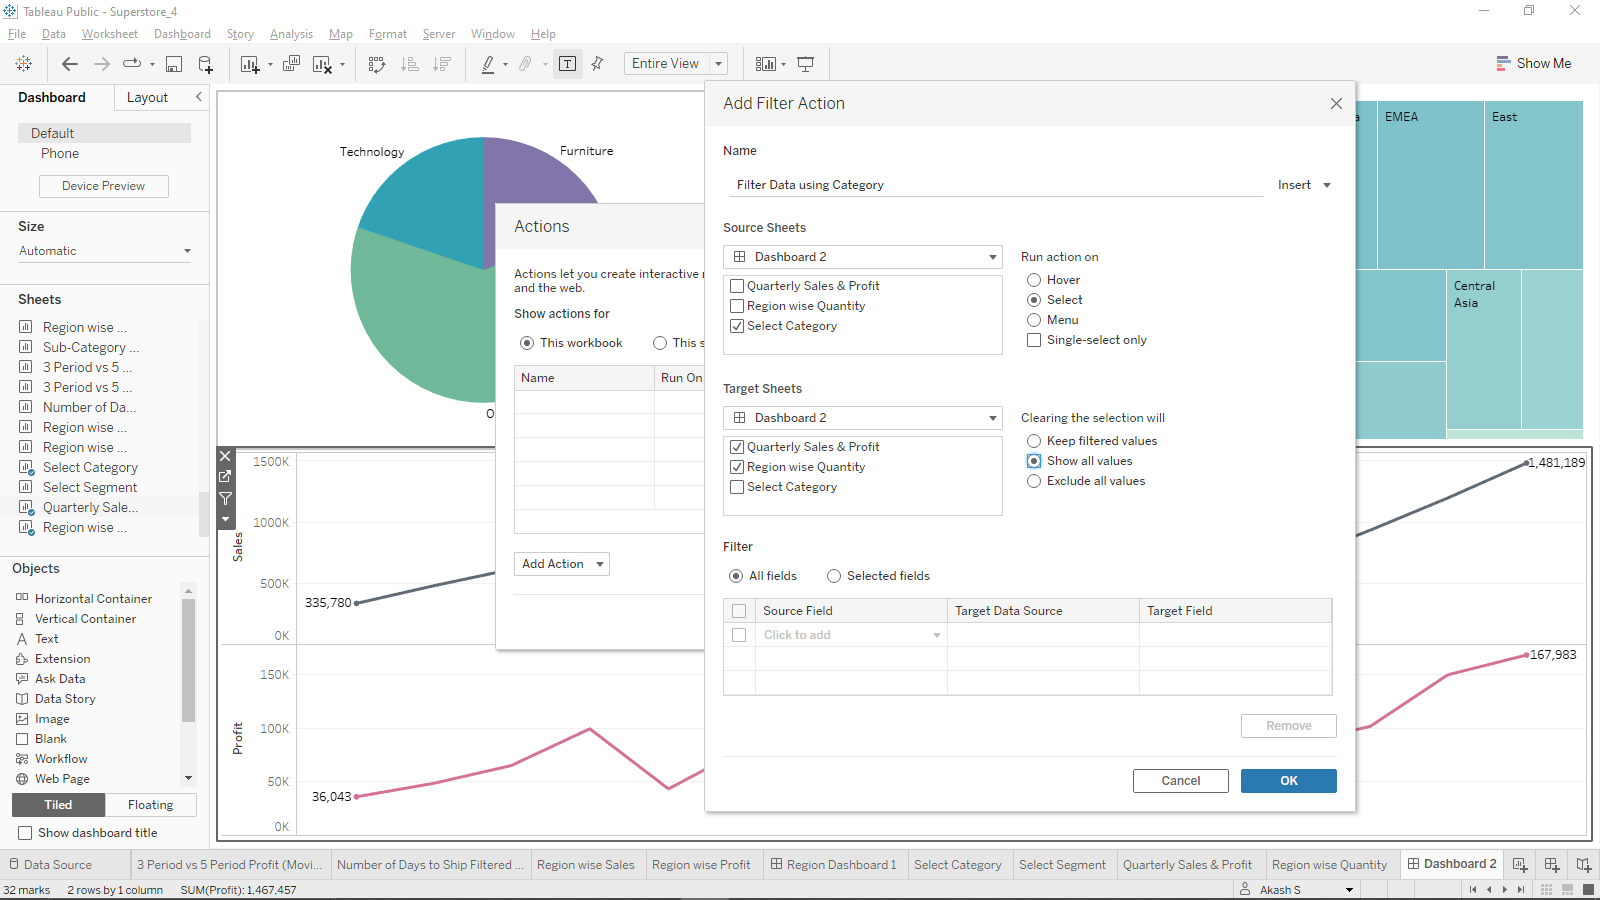 Tableau Public - Superstore_4
File Data Worksheet Dashboard Story Analysis Map Format Server Window Help
Entire View
Show Me
Dashboard Layout
Default
Phone
Device Preview
Size
Automatic
Sheets
Region wise ...
Sub-Category ...
3 Period vs 5 ...
3 Period vs 5 ...
Number of Da...
Region wise ...
Region wise ...
Select Category
Select Segment
Quarterly Sale...
Region wise ...
Objects
Horizontal Container
Vertical Container
Text
Extension
Ask Data
Data Story
Image
Blank
Workflow
Web Page
Tiled Floating
Show dashboard title
Technology
Furniture
O
1500K
1000K
500K
0K
Sales
335,780
1,481,189
150K
100K
50K
0K
Profit
36,043
167,983
a
EMEA
East
Central
Asia
Actions
Actions let you create interactive r
and the web.
Show actions for
This workbook This s
Name Run On
Add Action
Add Filter Action
Name
Filter Data using Category
Insert
Source Sheets
Dashboard 2
Quarterly Sales & Profit
Region wise Quantity
Select Category
Run action on
Hover
Select
Menu
Single-select only
Target Sheets
Dashboard 2
Quarterly Sales & Profit
Region wise Quantity
Select Category
Clearing the selection will
Keep filtered values
Show all values
Exclude all values
Filter
All fields Selected fields
Source Field Target Data Source Target Field
Click to add
Remove
Cancel OK
Data Source 3 Period vs 5 Period Profit (Movi... Number of Days to Ship Filtered ... Region wise Sales Region wise Profit Region Dashboard 1 Select Category Select Segment Quarterly Sales & Profit Region wise Quantity Dashboard 2
32 marks 2 rows by 1 column SUM(Profit): 1,467,457 Akash S